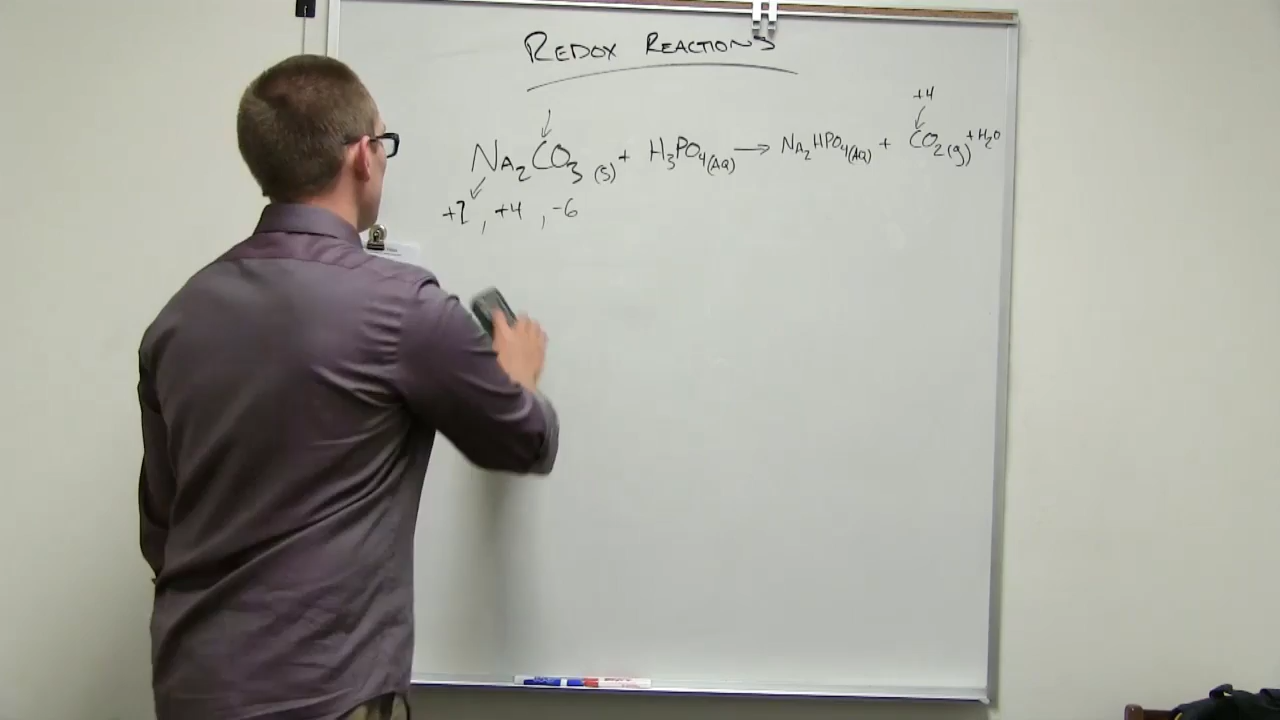 REDOX REACTIONS
+4
Na2CO3 (s) + H3PO4(AQ) → NA2HPO4(AQ) + CO2(g) + H2O
+2, +4, -6